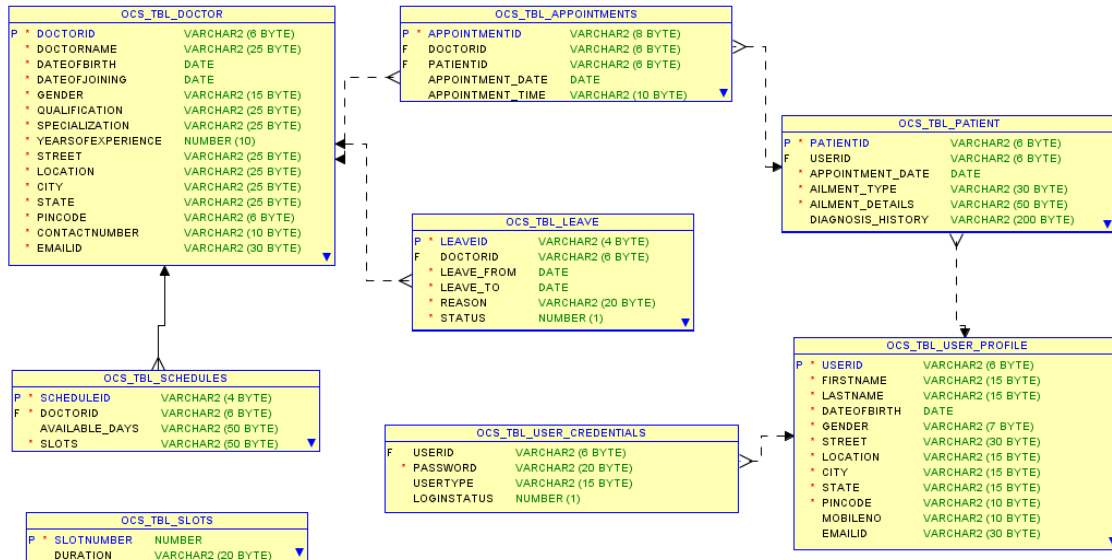 OCS_TBL_DOCTOR
P * DOCTORID VARCHAR2 (6 BYTE)
* DOCTORNAME VARCHAR2 (25 BYTE)
* DATEOFBIRTH DATE
* DATEOFJOINING DATE
* GENDER VARCHAR2 (15 BYTE)
* QUALIFICATION VARCHAR2 (25 BYTE)
* SPECIALIZATION VARCHAR2 (25 BYTE)
* YEARSOFEXPERIENCE NUMBER (10)
* STREET VARCHAR2 (25 BYTE)
* LOCATION VARCHAR2 (25 BYTE)
* CITY VARCHAR2 (25 BYTE)
* STATE VARCHAR2 (25 BYTE)
* PINCODE VARCHAR2 (6 BYTE)
* CONTACTNUMBER VARCHAR2 (10 BYTE)
* EMAILID VARCHAR2 (30 BYTE)
OCS_TBL_APPOINTMENTS
P * APPOINTMENTID VARCHAR2 (8 BYTE)
F DOCTORID VARCHAR2 (6 BYTE)
F PATIENTID VARCHAR2 (6 BYTE)
APPOINTMENT_DATE DATE
APPOINTMENT_TIME VARCHAR2 (10 BYTE)
OCS_TBL_PATIENT
P * PATIENTID VARCHAR2 (6 BYTE)
F USERID VARCHAR2 (6 BYTE)
* APPOINTMENT_DATE DATE
* AILMENT_TYPE VARCHAR2 (30 BYTE)
* AILMENT_DETAILS VARCHAR2 (50 BYTE)
DIAGNOSIS_HISTORY VARCHAR2 (200 BYTE)
OCS_TBL_LEAVE
P * LEAVEID VARCHAR2 (4 BYTE)
F DOCTORID VARCHAR2 (6 BYTE)
* LEAVE_FROM DATE
* LEAVE_TO DATE
* REASON VARCHAR2 (20 BYTE)
* STATUS NUMBER (1)
OCS_TBL_SCHEDULES
P * SCHEDULEID VARCHAR2 (4 BYTE)
F * DOCTORID VARCHAR2 (6 BYTE)
AVAILABLE_DAYS VARCHAR2 (50 BYTE)
* SLOTS VARCHAR2 (50 BYTE)
OCS_TBL_USER_CREDENTIALS
F USERID VARCHAR2 (6 BYTE)
* PASSWORD VARCHAR2 (20 BYTE)
USERTYPE VARCHAR2 (15 BYTE)
LOGINSTATUS NUMBER (1)
OCS_TBL_USER_PROFILE
P * USERID VARCHAR2 (6 BYTE)
* FIRSTNAME VARCHAR2 (15 BYTE)
* LASTNAME VARCHAR2 (15 BYTE)
* DATEOFBIRTH DATE
* GENDER VARCHAR2 (7 BYTE)
* STREET VARCHAR2 (30 BYTE)
* LOCATION VARCHAR2 (15 BYTE)
* CITY VARCHAR2 (15 BYTE)
* STATE VARCHAR2 (15 BYTE)
* PINCODE VARCHAR2 (10 BYTE)
MOBILENO VARCHAR2 (10 BYTE)
EMAILID VARCHAR2 (30 BYTE)
OCS_TBL_SLOTS
P * SLOTNUMBER NUMBER
DURATION VARCHAR2 (20 BYTE)